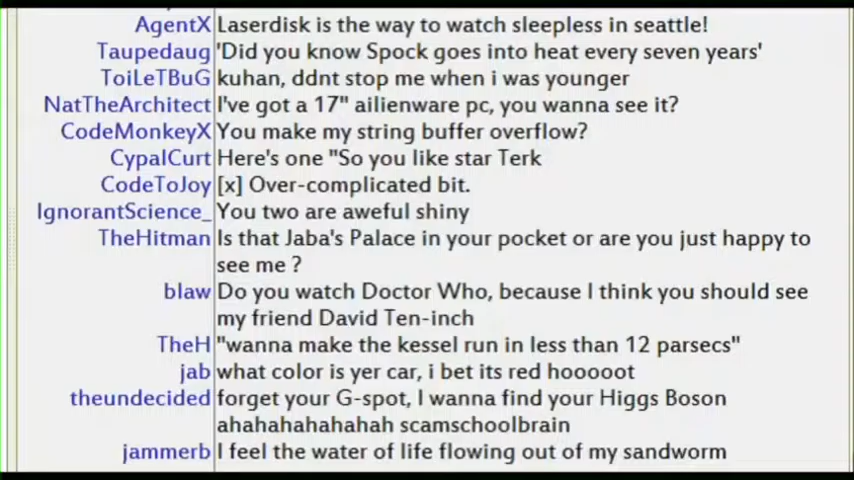 AgentX Laserdisk is the way to watch sleepless in seattle!
Taupedaug 'Did you know Spock goes into heat every seven years'
ToiLeTBuG kuhan, ddnt stop me when i was younger
NatTheArchitect I've got a 17" ailienware pc, you wanna see it?
CodeMonkeyX You make my string buffer overflow?
CypalCurt Here's one "So you like star Terk
CodeToJoy [x] Over-complicated bit.
IgnorantScience_ You two are aweful shiny
TheHitman Is that Jaba's Palace in your pocket or are you just happy to
see me ?
blaw Do you watch Doctor Who, because I think you should see
my friend David Ten-inch
TheH "wanna make the kessel run in less than 12 parsecs"
jab what color is yer car, i bet its red hooooot
theundecided forget your G-spot, I wanna find your Higgs Boson
ahahahahahahah scamschoolbrain
jammerb I feel the water of life flowing out of my sandworm